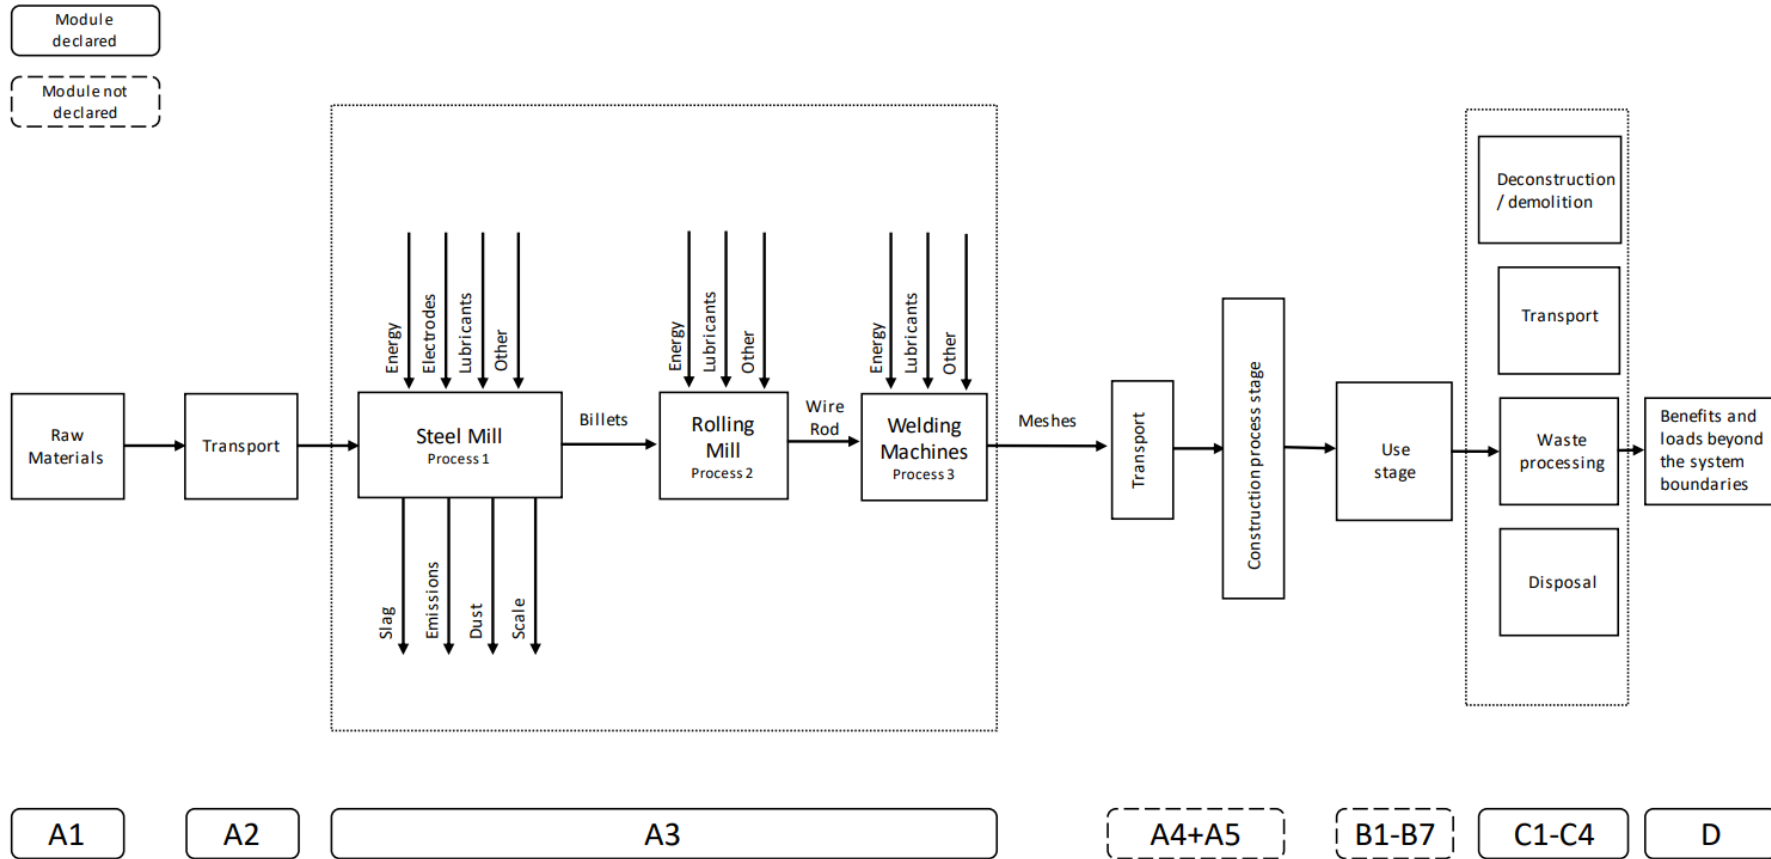 Module
declared
Module not
declared
Energy
Electrodes
Lubricants
Other
Energy
Lubricants
Other
Energy
Lubricants
Other
Raw
Materials
Transport
Steel Mill
Process 1
Billets
Rolling
Mill
Process 2
Wire
Rod
Welding
Machines
Process 3
Meshes
Slag
Emissions
Dust
Scale
Transport
Construction process stage
Use
stage
Deconstruction
/ demolition
Transport
Waste
processing
Disposal
Benefits and
loads beyond
the system
boundaries
A1
A2
A3
A4+A5
B1-B7
C1-C4
D